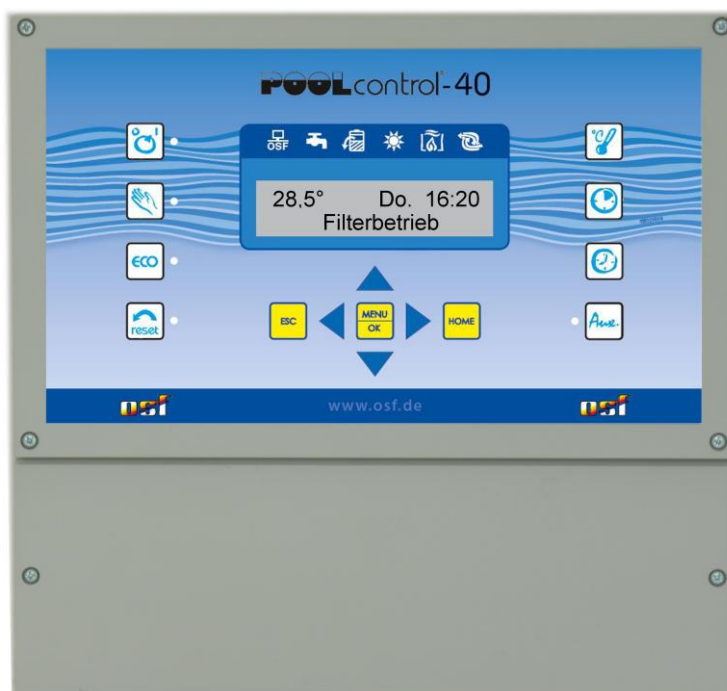 POOLcontrol®-40
OSF
°C
28,5° Do. 16:20
Filterbetrieb
eco
reset
ESC
MENU
OK
HOME
Aux.
osf
www.osf.de
osf